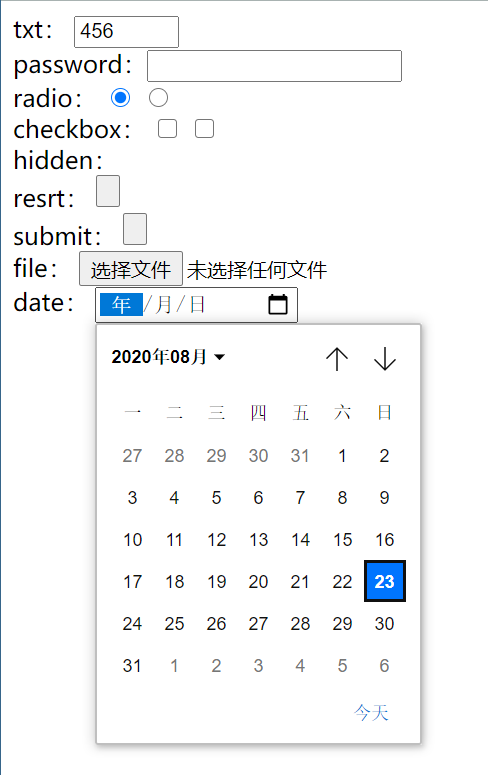 txt： 456
password：
radio：
checkbox：
hidden：
resrt：
submit：
file： 选择文件 未选择任何文件
date： 年/月/日
2020年08月
一 二 三 四 五 六 日
27 28 29 30 31 1 2
3 4 5 6 7 8 9
10 11 12 13 14 15 16
17 18 19 20 21 22 23
24 25 26 27 28 29 30
31 1 2 3 4 5 6
今天